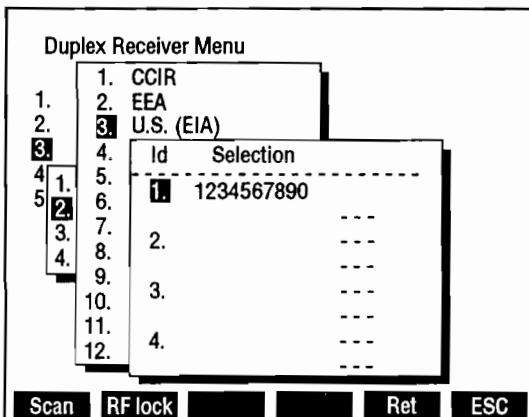 Duplex Receiver Menu
1.
2.
3.
4
5
1.
2.
3.
4.
1. CCIR
2. EEA
3. U.S. (EIA)
4.
5.
6.
7.
8.
9.
10.
11.
12.
Id Selection
1. 1234567890
- - -
2. - - -
- - -
3. - - -
- - -
4. - - -
- - -
Scan RF lock Ret ESC